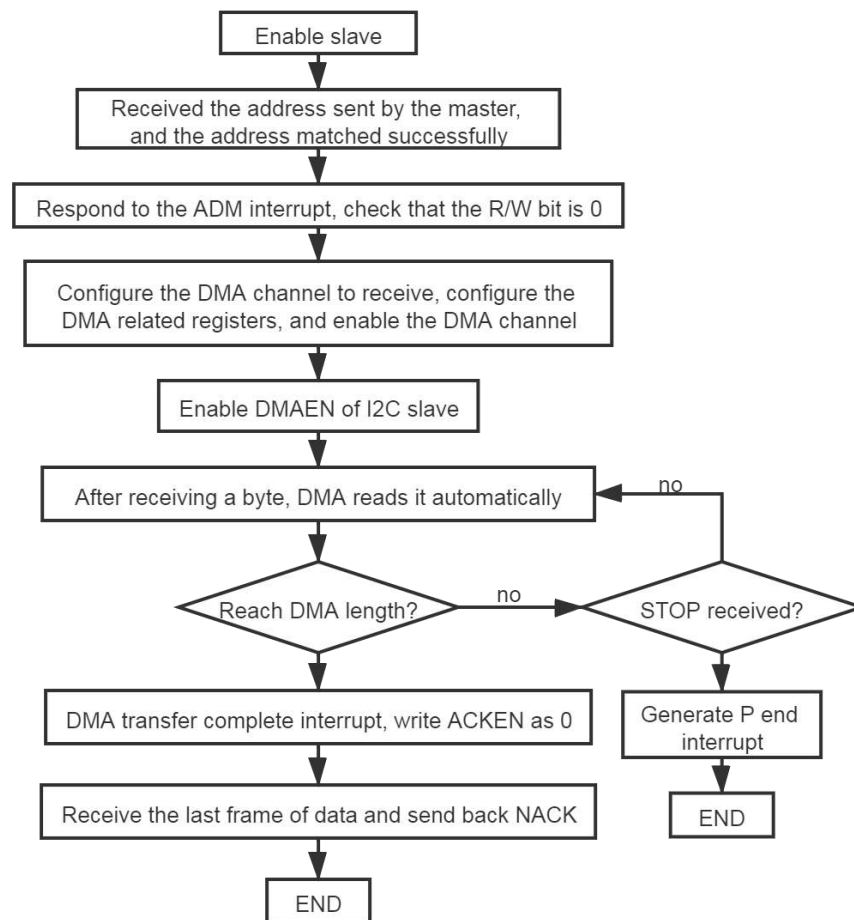 Enable slave
Received the address sent by the master,
and the address matched successfully
Respond to the ADM interrupt, check that the R/W bit is 0
Configure the DMA channel to receive, configure the
DMA related registers, and enable the DMA channel
Enable DMAEN of I2C slave
After receiving a byte, DMA reads it automatically
no
Reach DMA length?
no
STOP received?
DMA transfer complete interrupt, write ACKEN as 0
Generate P end
interrupt
Receive the last frame of data and send back NACK
END
END